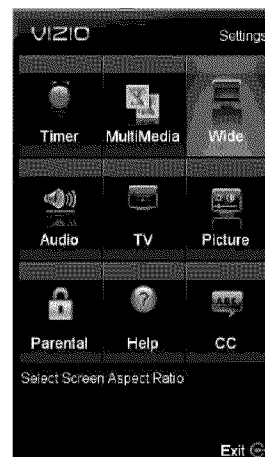 VIZIO
Settings
Timer MultiMedia Wide
Audio TV Picture
Parental Help CC
Select Screen Aspect Ratio
Exit